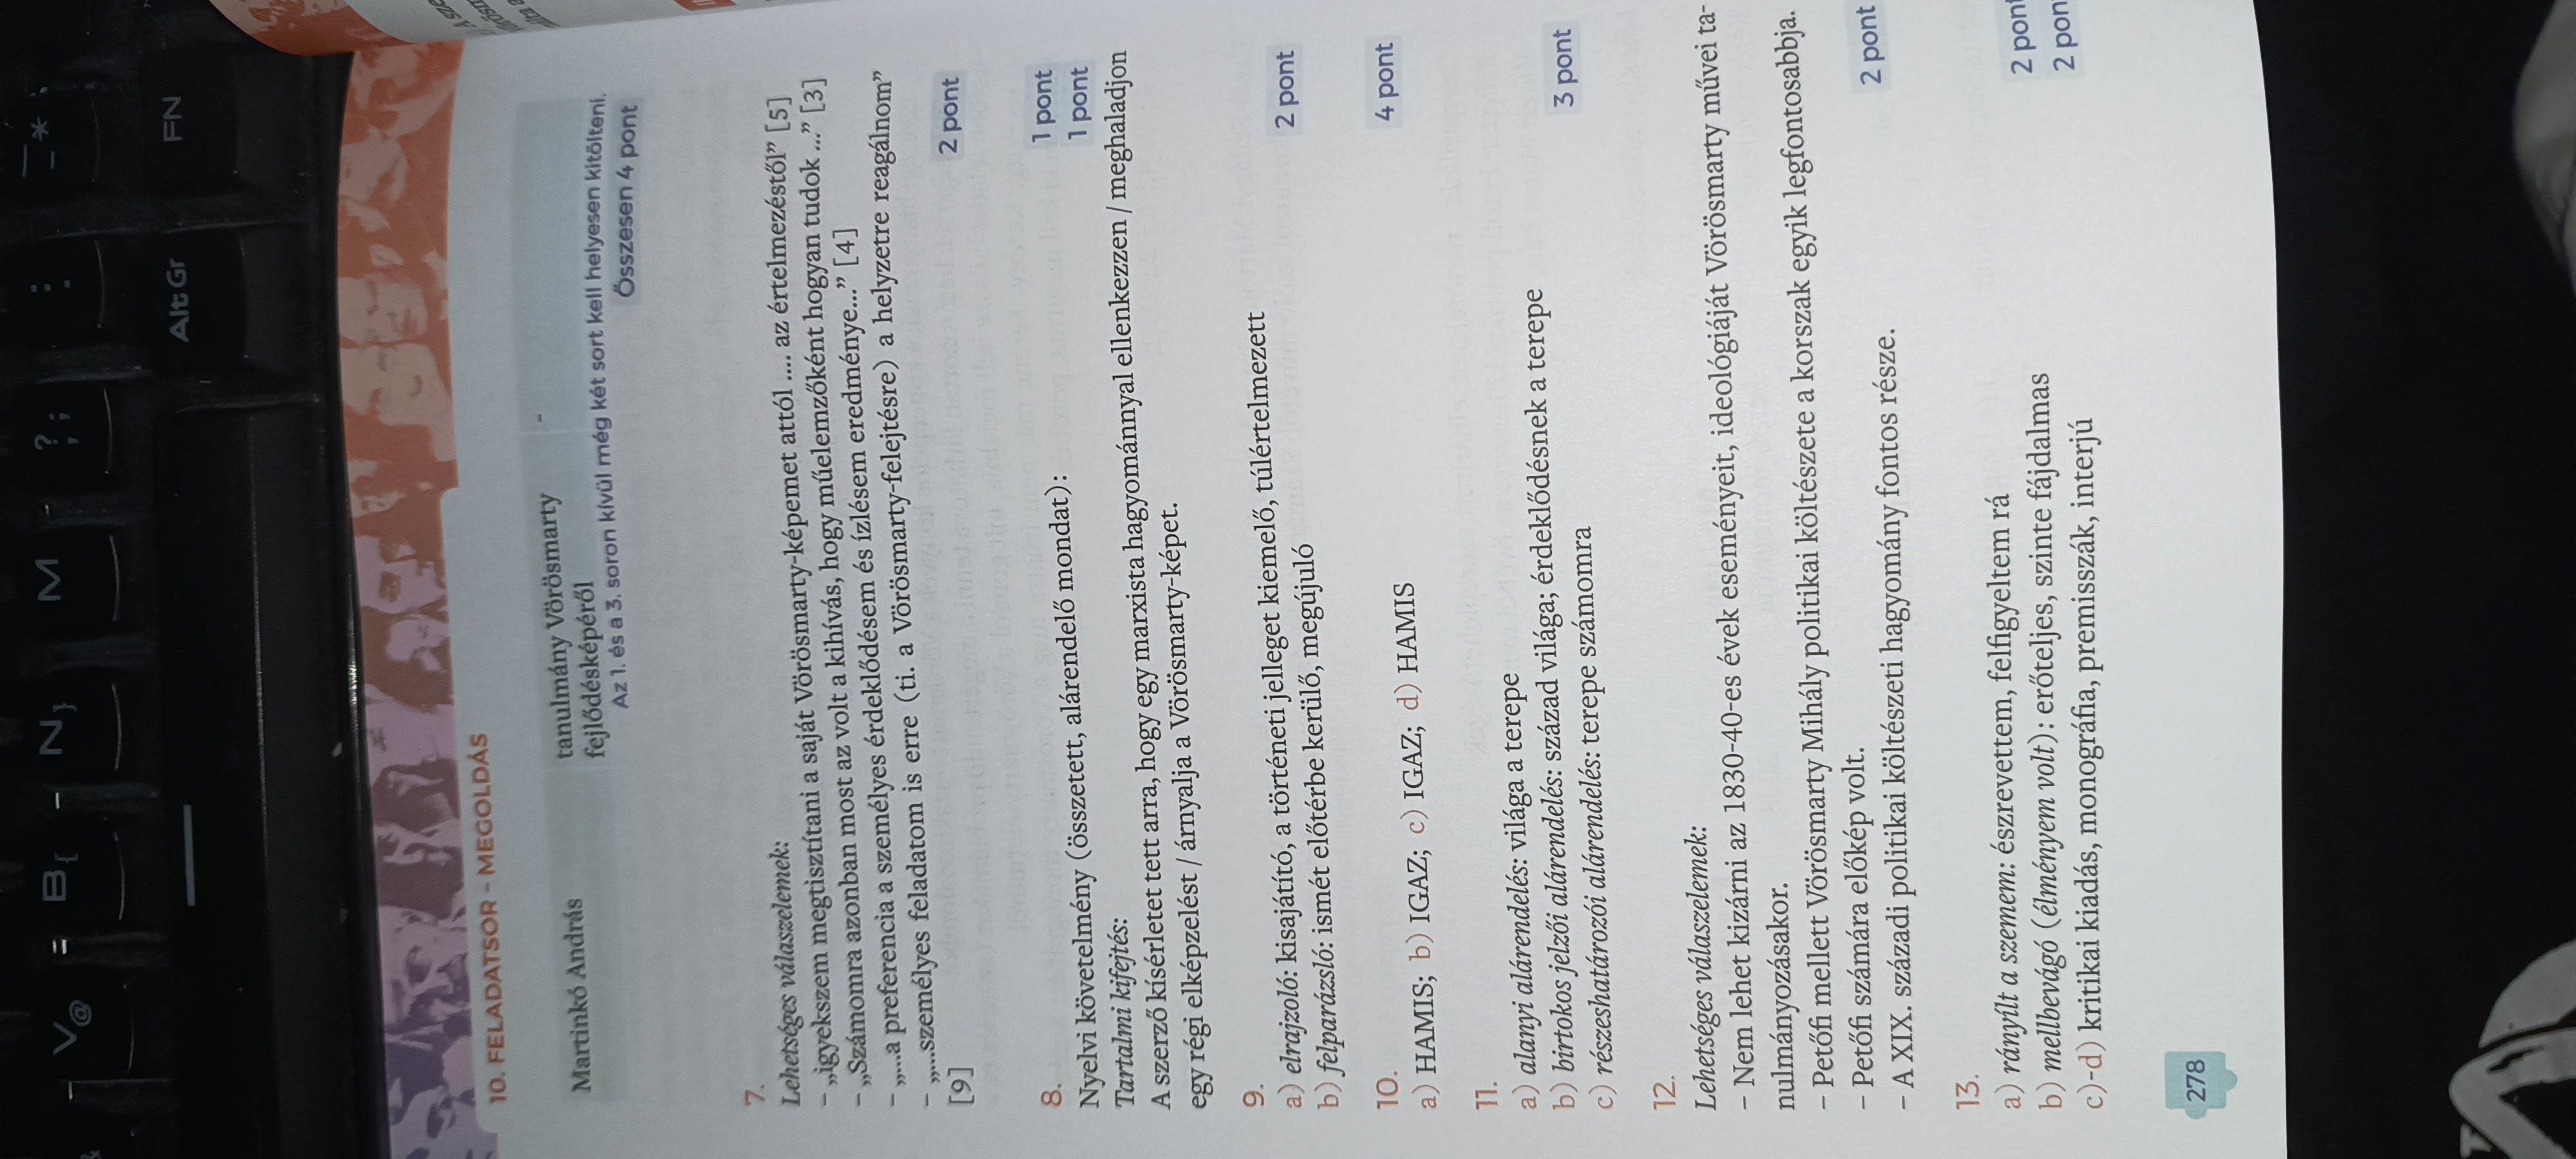 V @ = B { - N } M - ? ; , : . - _ *
Alt Gr FN
10. FELADATSOR – MEGOLDÁS
Martinkó András tanulmány Vörösmarty -
fejlődésképéről
Az 1. és a 3. soron kívül még két sort kell helyesen kitölteni.
Összesen 4 pont
7.
Lehetséges válaszelemek:
– „igyekszem megtisztítani a saját Vörösmarty-képemet attól .... az értelmezéstől” [5]
– „Számomra azonban most az volt a kihívás, hogy műelemzőként hogyan tudok ...” [3]
– „...a preferencia a személyes érdeklődésem és ízlésem eredménye...” [4]
– „...személyes feladatom is erre (ti. a Vörösmarty-felejtésre) a helyzetre reagálnom”
[9] 2 pont
8.
Nyelvi követelmény (összetett, alárendelő mondat): 1 pont
Tartalmi kifejtés: 1 pont
A szerző kísérletet tett arra, hogy egy marxista hagyománnyal ellenkezzen / meghaladjon
egy régi elképzelést / árnyalja a Vörösmarty-képet.
9.
a) elrajzoló: kisajátító, a történeti jelleget kiemelő, túlértelmezett
b) felparázsló: ismét előtérbe kerülő, megújuló 2 pont
10.
a) HAMIS; b) IGAZ; c) IGAZ; d) HAMIS 4 pont
11.
a) alanyi alárendelés: világa a terepe
b) birtokos jelzői alárendelés: század világa; érdeklődésnek a terepe
c) részeshatározói alárendelés: terepe számomra 3 pont
12.
Lehetséges válaszelemek:
– Nem lehet kizárni az 1830-40-es évek eseményeit, ideológiáját Vörösmarty művei ta-
nulmányozásakor.
– Petőfi mellett Vörösmarty Mihály politikai költészete a korszak egyik legfontosabbja.
– Petőfi számára előkép volt.
– A XIX. századi politikai költészeti hagyomány fontos része. 2 pont
13.
a) rányílt a szemem: észrevettem, felfigyeltem rá
b) mellbevágó (élményem volt): erőteljes, szinte fájdalmas 2 pont
c)-d) kritikai kiadás, monográfia, premisszák, interjú 2 pon
278